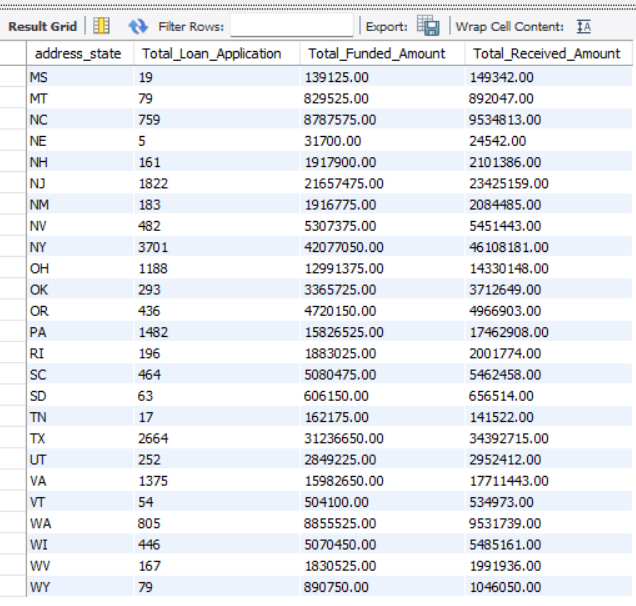 Result Grid Filter Rows: Export: Wrap Cell Content: IA
address_state Total_Loan_Application Total_Funded_Amount Total_Received_Amount
MS 19 139125.00 149342.00
MT 79 829525.00 892047.00
NC 759 8787575.00 9534813.00
NE 5 31700.00 24542.00
NH 161 1917900.00 2101386.00
NJ 1822 21657475.00 23425159.00
NM 183 1916775.00 2084485.00
NV 482 5307375.00 5451443.00
NY 3701 42077050.00 46108181.00
OH 1188 12991375.00 14330148.00
OK 293 3365725.00 3712649.00
OR 436 4720150.00 4966903.00
PA 1482 15826525.00 17462908.00
RI 196 1883025.00 2001774.00
SC 464 5080475.00 5462458.00
SD 63 606150.00 656514.00
TN 17 162175.00 141522.00
TX 2664 31236650.00 34392715.00
UT 252 2849225.00 2952412.00
VA 1375 15982650.00 17711443.00
VT 54 504100.00 534973.00
WA 805 8855525.00 9531739.00
WI 446 5070450.00 5485161.00
WV 167 1830525.00 1991936.00
WY 79 890750.00 1046050.00